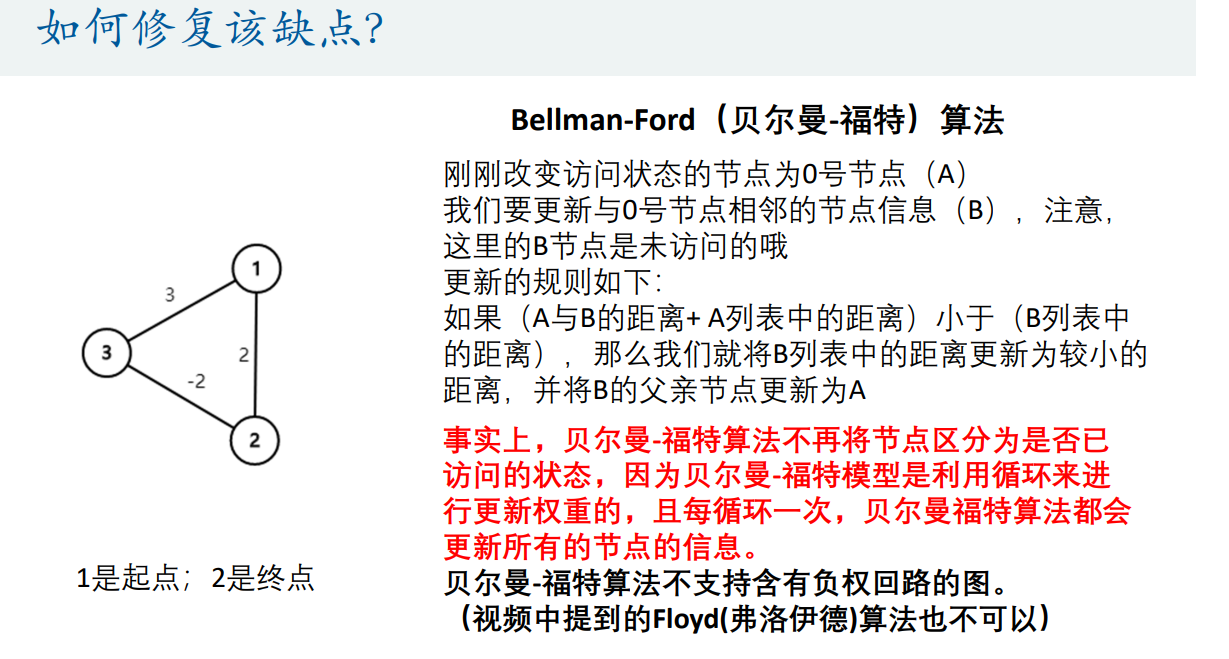 如何修复该缺点?
Bellman-Ford（贝尔曼-福特）算法
刚刚改变访问状态的节点为0号节点（A）
我们要更新与0号节点相邻的节点信息（B），注意，
这里的B节点是未访问的哦
更新的规则如下：
如果（A与B的距离+ A列表中的距离）小于（B列表中
的距离），那么我们就将B列表中的距离更新为较小的
距离，并将B的父亲节点更新为A
事实上，贝尔曼-福特算法不再将节点区分为是否已
访问的状态，因为贝尔曼-福特模型是利用循环来进
行更新权重的，且每循环一次，贝尔曼福特算法都会
更新所有的节点的信息。
贝尔曼-福特算法不支持含有负权回路的图。
（视频中提到的Floyd(弗洛伊德)算法也不可以）
1
3
3
2
-2
2
1是起点；2是终点